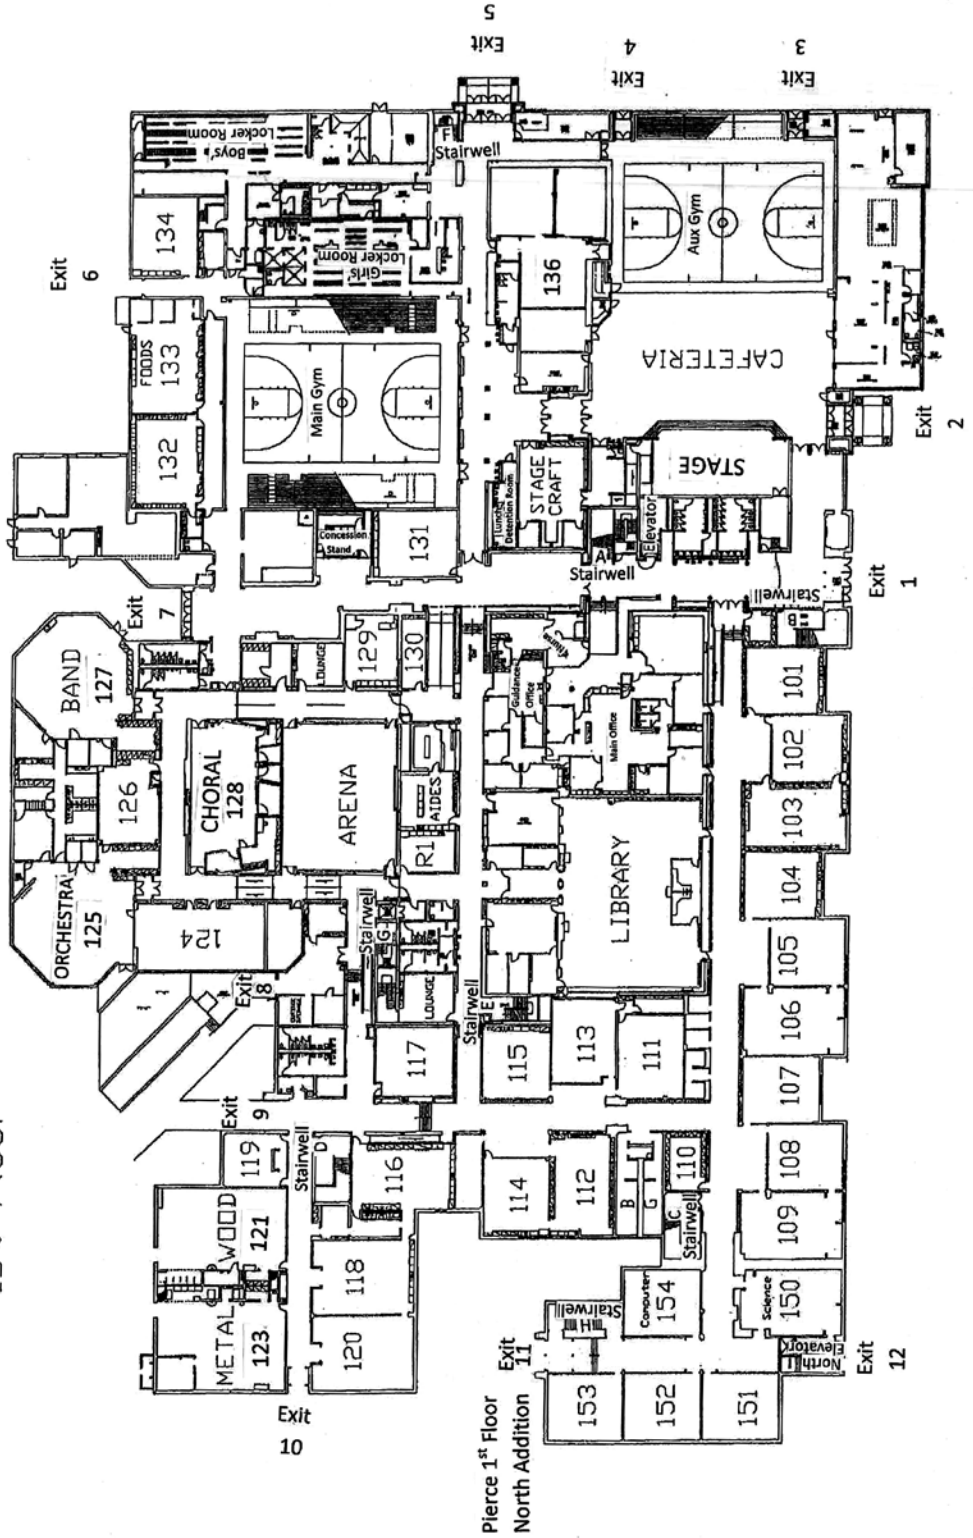 5
Exit
4
Exit
3
Exit
Boys'
Locker Room
F
Stairwell
134
Exit
6
Girls'
Locker Room
136
Aux Gym
FOODS
133
132
Main Gym
CAFETERIA
Exit
2
STAGE
STAGE
CRAFT
Lunch
Detention Room
Concession
Stand
131
Elevator
A
Stairwell
Stairwell
B
Exit
1
Exit
7
BAND
127
LOUNGE
129
130
Guidance
Office
Main Office
101
102
103
126
CHORAL
128
ARENA
AIDES
R1
LIBRARY
104
105
106
107
108
109
ORCHESTRA
125
124
Exit
8
Stairwell
G
LOUNGE
Stairwell
E
117
115
113
111
Exit
9
119
Stairwell
D
116
114
112
B
G
110
C
Stairwell
WOOD
121
118
METAL
123
120
Exit
10
Stairwell
H
Computer
154
Science
150
North
Elevator
Exit
11
Exit
12
153
152
151
Pierce 1st Floor
North Addition